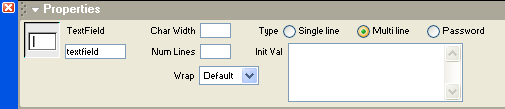 Properties
TextField Char Width Type Single line Multi line Password
textfield Num Lines Init Val
Wrap Default